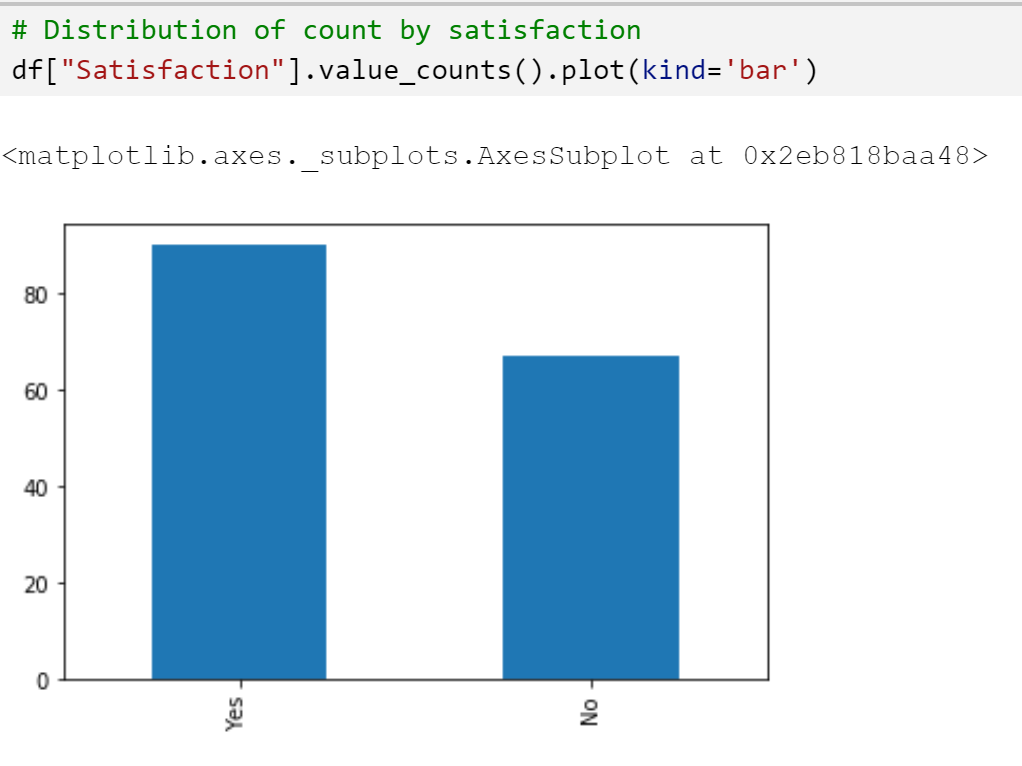 # Distribution of count by satisfaction
df["Satisfaction"].value_counts().plot(kind='bar')
<matplotlib.axes._subplots.AxesSubplot at 0x2eb818baa48>
80
60
40
20
0
Yes
No